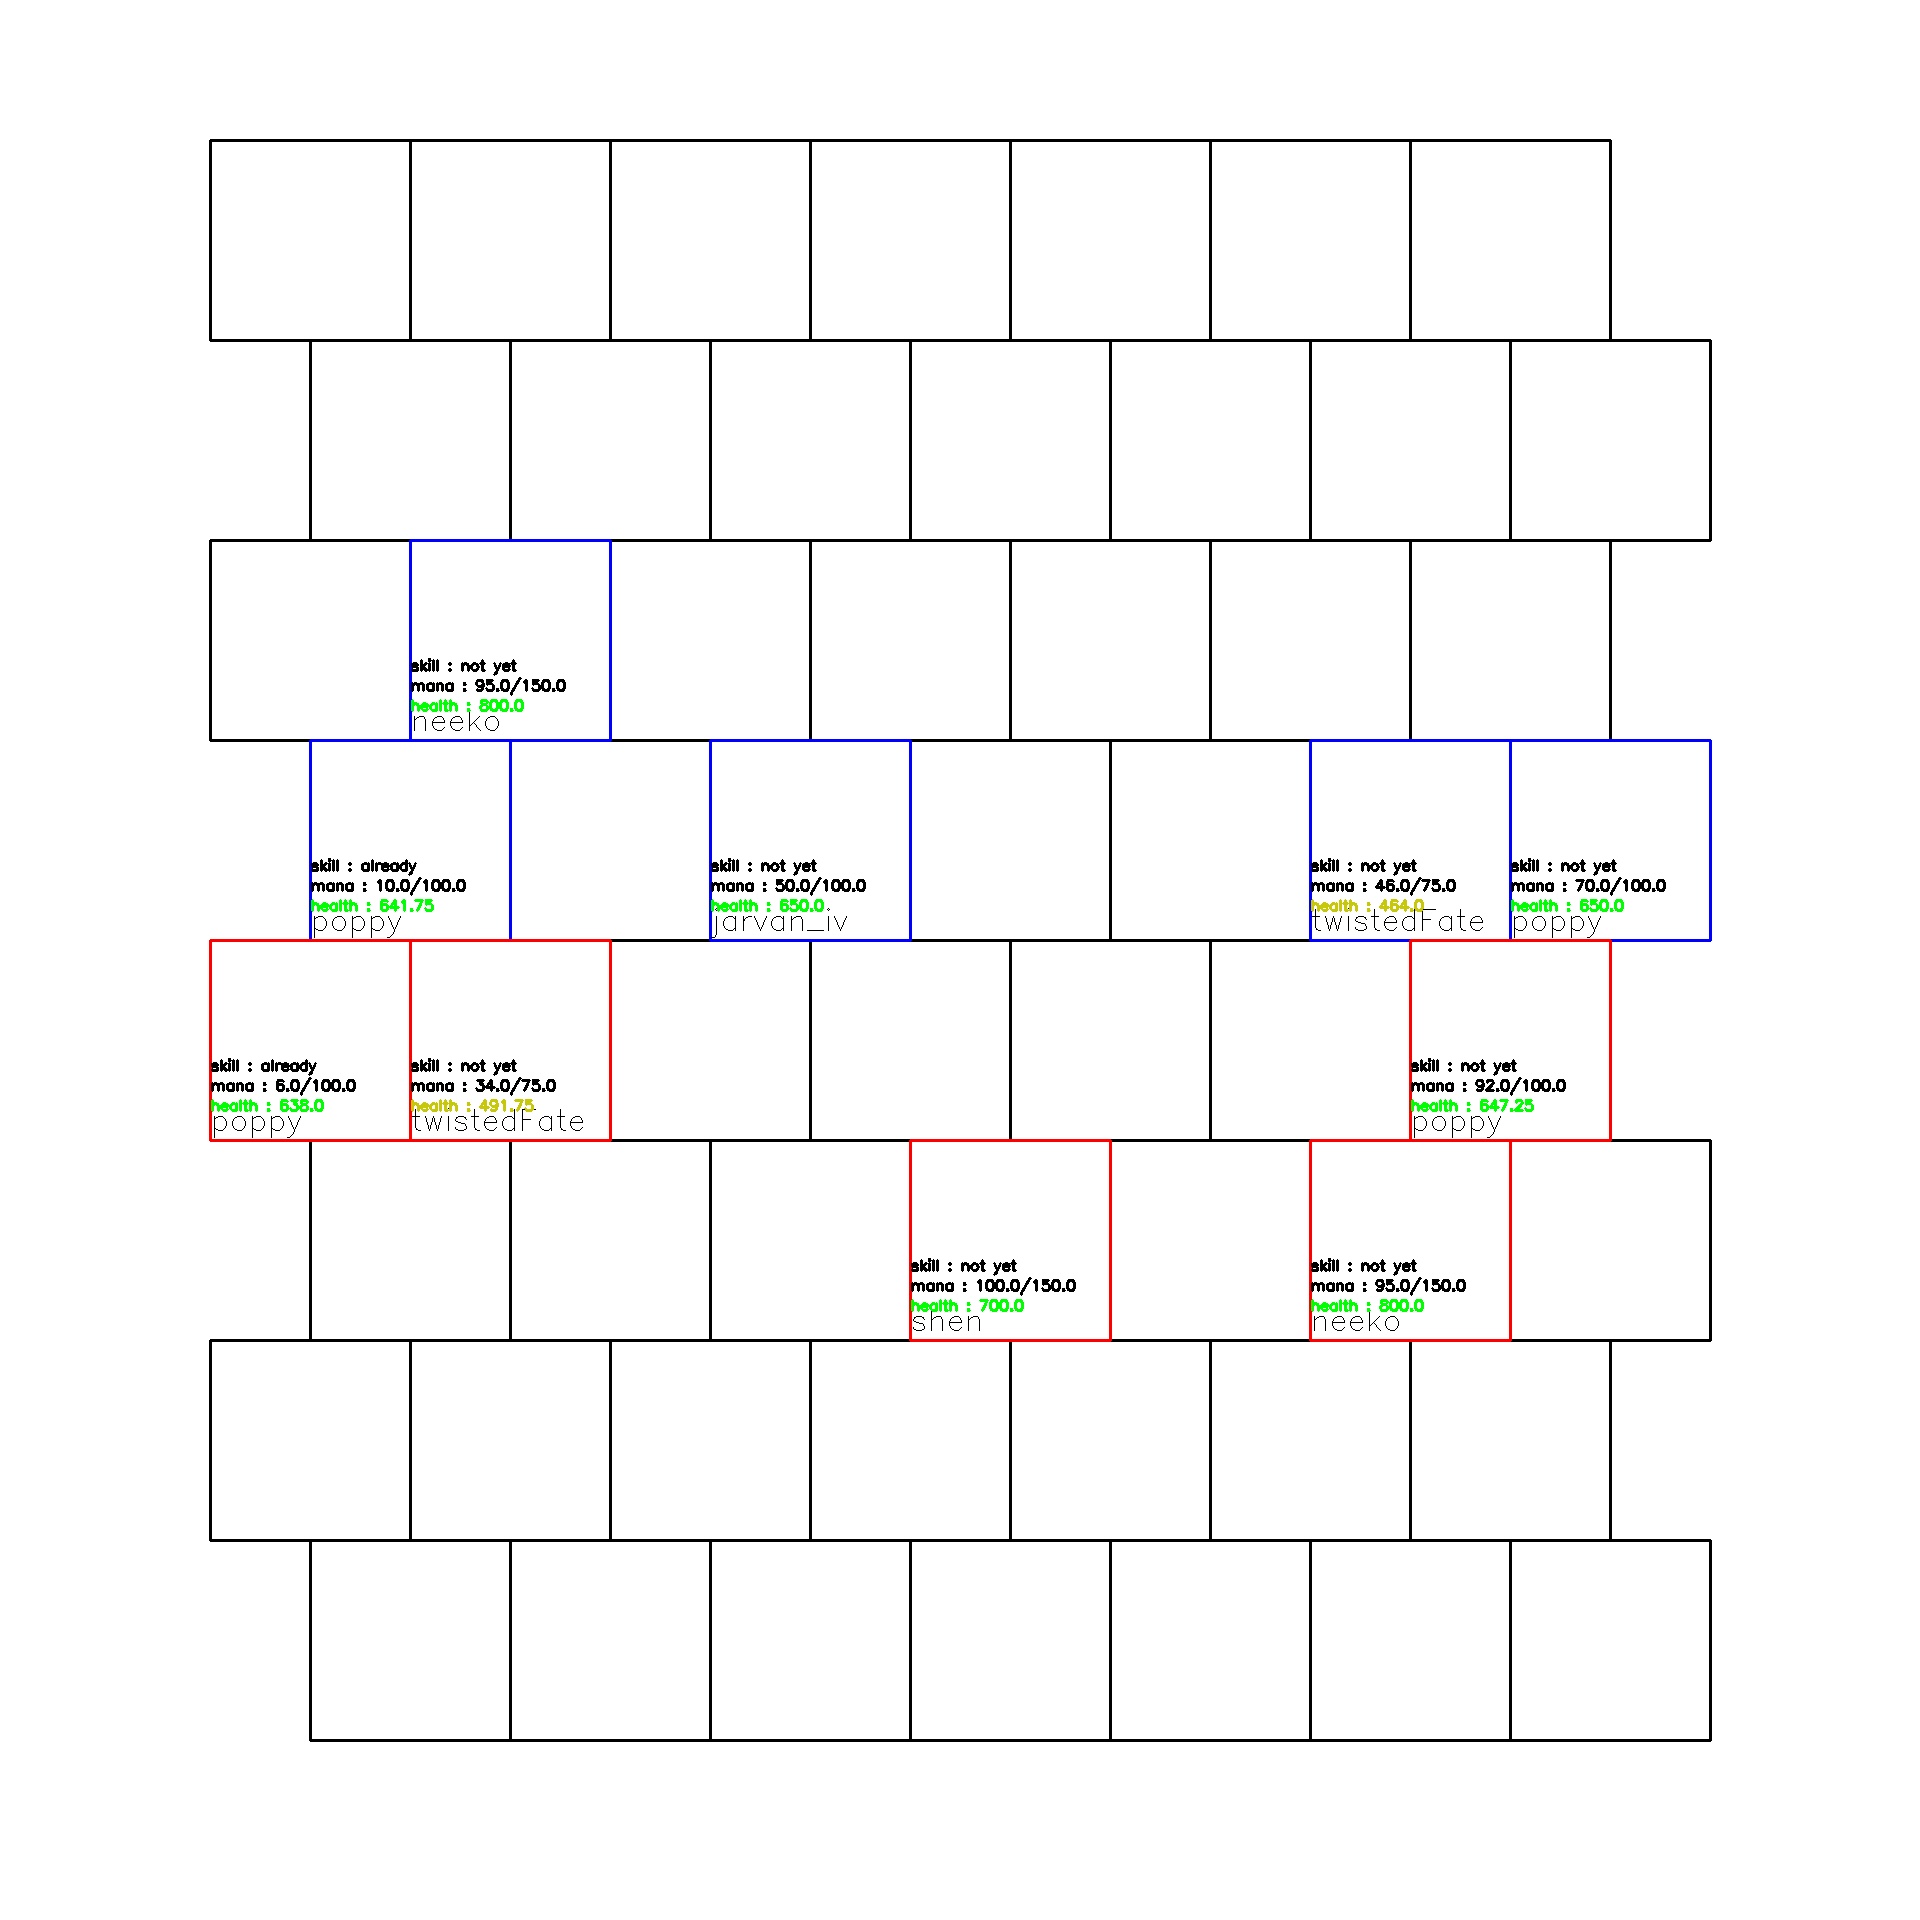 skill : not yet
mana : 95.0/150.0
health : 800.0
neeko
skill : already
mana : 10.0/100.0
health : 641.75
poppy
skill : not yet
mana : 50.0/100.0
health : 650.0
jarvan_iv
skill : not yet
mana : 46.0/75.0
health : 464.0
twistedFate
skill : not yet
mana : 70.0/100.0
health : 650.0
poppy
skill : already
mana : 6.0/100.0
health : 638.0
poppy
skill : not yet
mana : 34.0/75.0
health : 491.75
twistedFate
skill : not yet
mana : 92.0/100.0
health : 647.25
poppy
skill : not yet
mana : 100.0/150.0
health : 700.0
shen
skill : not yet
mana : 95.0/150.0
health : 800.0
neeko